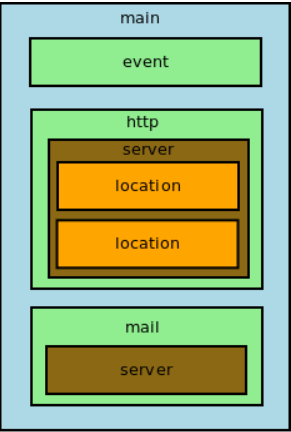 main
event
http
server
location
location
mail
server